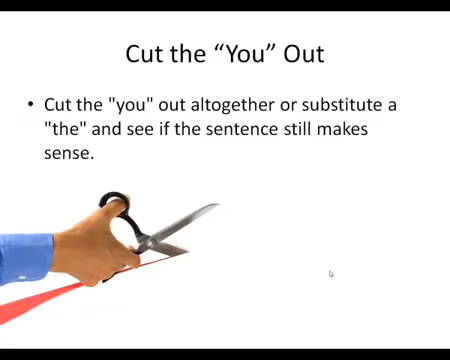 Cut the “You” Out
• Cut the "you" out altogether or substitute a
"the" and see if the sentence still makes
sense.